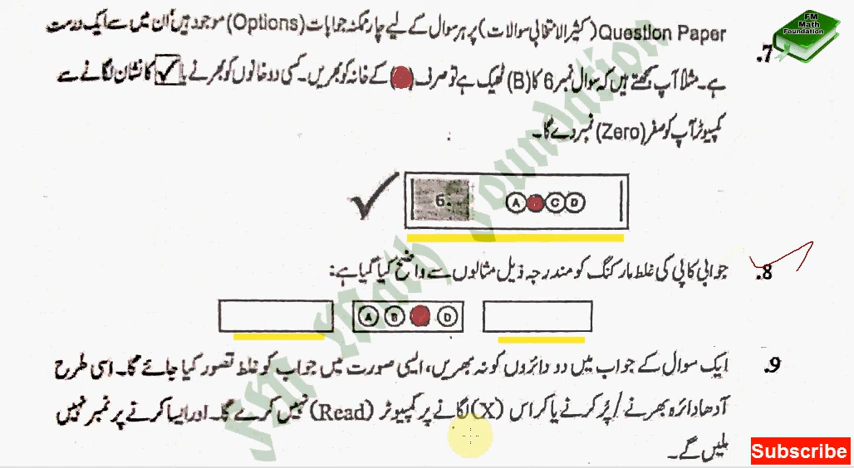 FM
Math
Foundation
7. Question Paper (کثیر الانتخابی سوالات) پر ہر سوال کے لیے چار ممکنہ جوابات (Options) موجود ہیں اُن میں سے ایک درست
ہے۔ مثلاً آپ سمجھتے ہیں کہ سوال نمبر 6 کا (B) ٹھیک ہے تو صرف ( ) کے خانہ کو بھریں۔ کسی دو خانوں کو بھرنے یا ✓ کا نشان لگانے سے
کمپیوٹر آپ کو صفر (Zero) نمبر دے گا۔
6. A C D
8. جوابی کاپی کی غلط مارکنگ کو مندرجہ ذیل مثالوں سے واضح کیا گیا ہے:
A B D
9. ایک سوال کے جواب میں دو دائروں کو نہ بھریں، ایسی صورت میں جواب کو غلط تصور کیا جائے گا۔ اسی طرح
آدھا دائرہ بھرنے / پُر کرنے یا کراس (X) لگانے پر کمپیوٹر (Read) نہیں کرے گا۔ اور ایسا کرنے پر نمبر نہیں
ملیں گے۔
Math Foundation
Subscribe